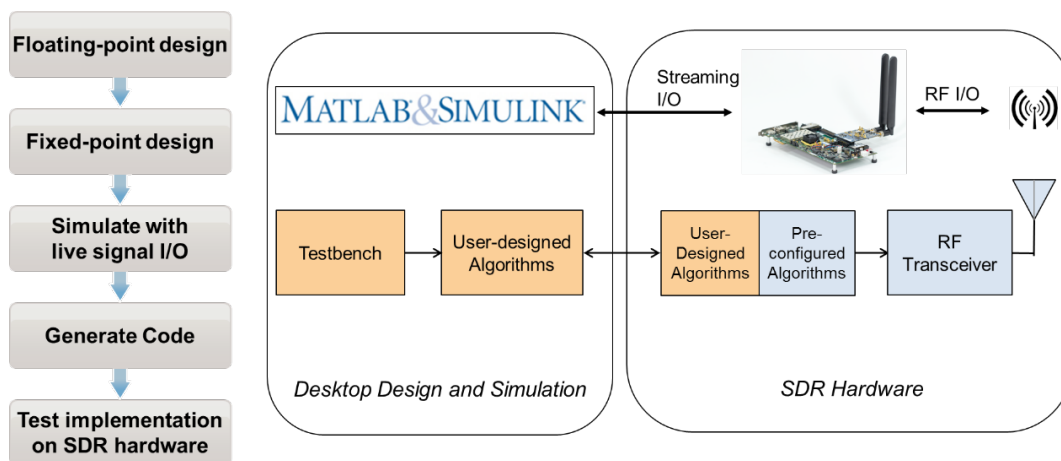 Floating-point design
Fixed-point design
Simulate with
live signal I/O
Generate Code
Test implementation
on SDR hardware
MATLAB®&SIMULINK®
Streaming
I/O
RF I/O
Testbench
User-designed
Algorithms
User-
Designed
Algorithms
Pre-
configured
Algorithms
RF
Transceiver
Desktop Design and Simulation
SDR Hardware